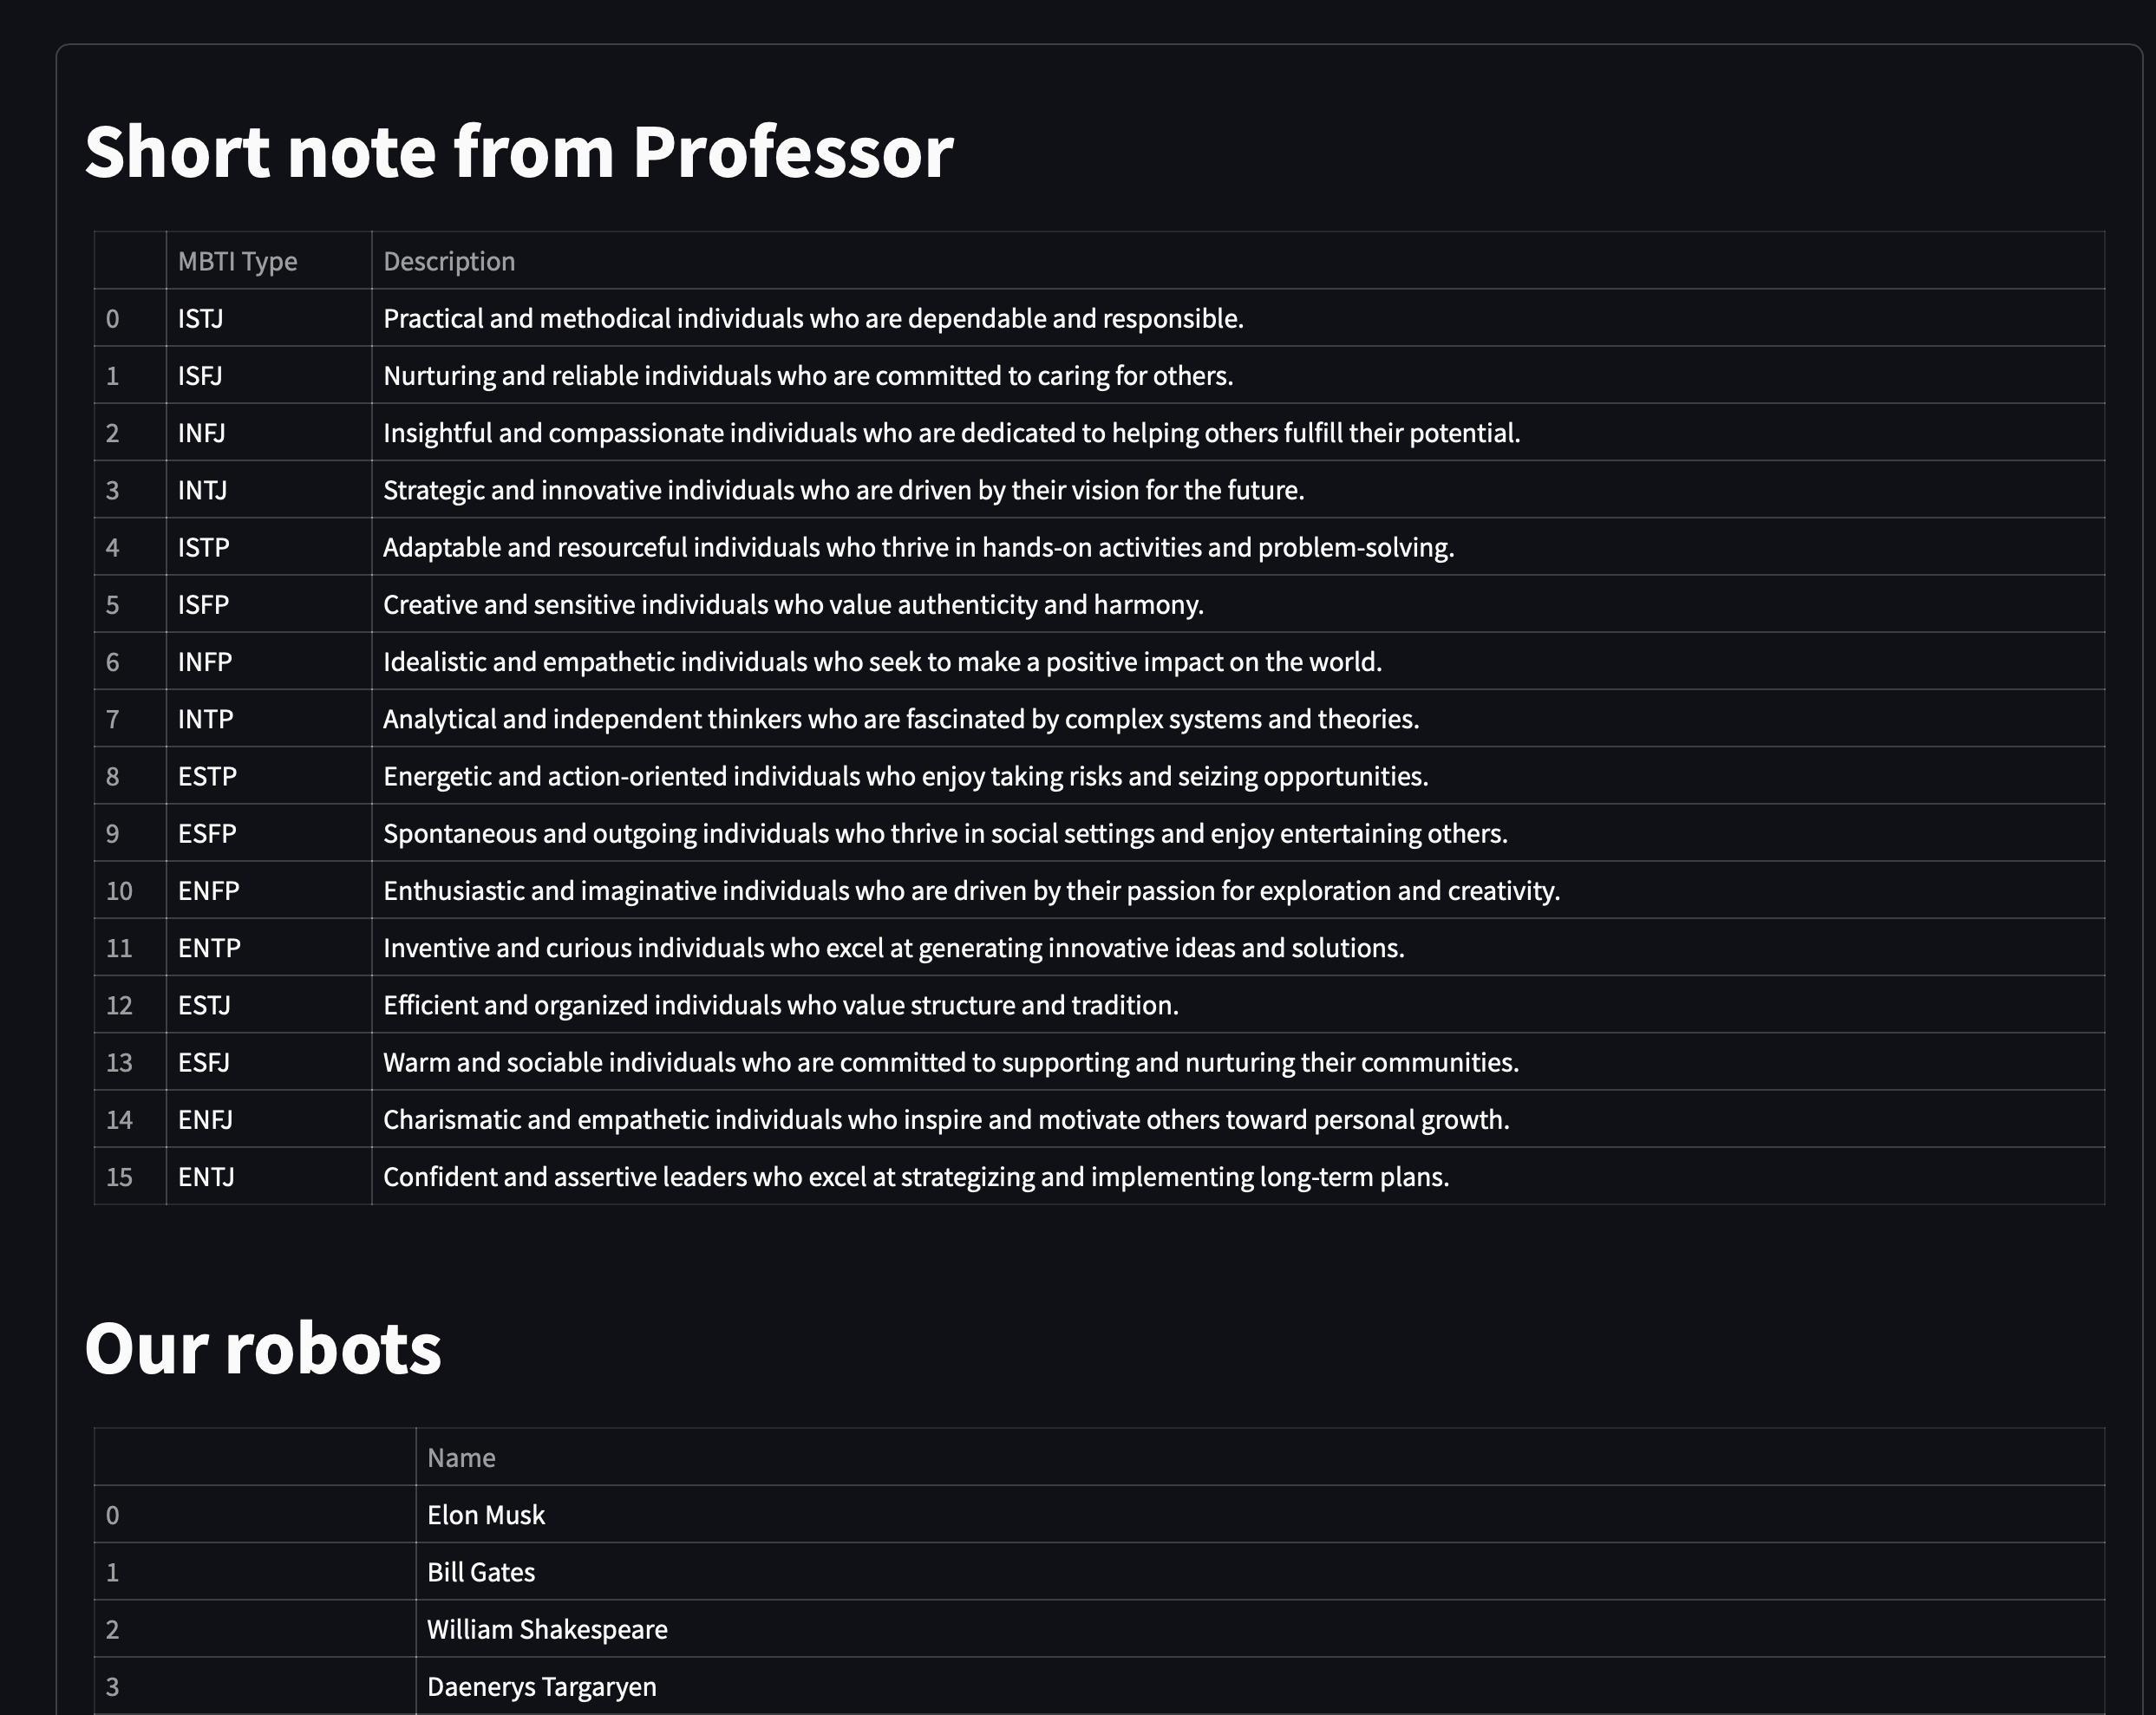 Short note from Professor
MBTI Type Description
0 ISTJ Practical and methodical individuals who are dependable and responsible.
1 ISFJ Nurturing and reliable individuals who are committed to caring for others.
2 INFJ Insightful and compassionate individuals who are dedicated to helping others fulfill their potential.
3 INTJ Strategic and innovative individuals who are driven by their vision for the future.
4 ISTP Adaptable and resourceful individuals who thrive in hands-on activities and problem-solving.
5 ISFP Creative and sensitive individuals who value authenticity and harmony.
6 INFP Idealistic and empathetic individuals who seek to make a positive impact on the world.
7 INTP Analytical and independent thinkers who are fascinated by complex systems and theories.
8 ESTP Energetic and action-oriented individuals who enjoy taking risks and seizing opportunities.
9 ESFP Spontaneous and outgoing individuals who thrive in social settings and enjoy entertaining others.
10 ENFP Enthusiastic and imaginative individuals who are driven by their passion for exploration and creativity.
11 ENTP Inventive and curious individuals who excel at generating innovative ideas and solutions.
12 ESTJ Efficient and organized individuals who value structure and tradition.
13 ESFJ Warm and sociable individuals who are committed to supporting and nurturing their communities.
14 ENFJ Charismatic and empathetic individuals who inspire and motivate others toward personal growth.
15 ENTJ Confident and assertive leaders who excel at strategizing and implementing long-term plans.
Our robots
Name
0 Elon Musk
1 Bill Gates
2 William Shakespeare
3 Daenerys Targaryen